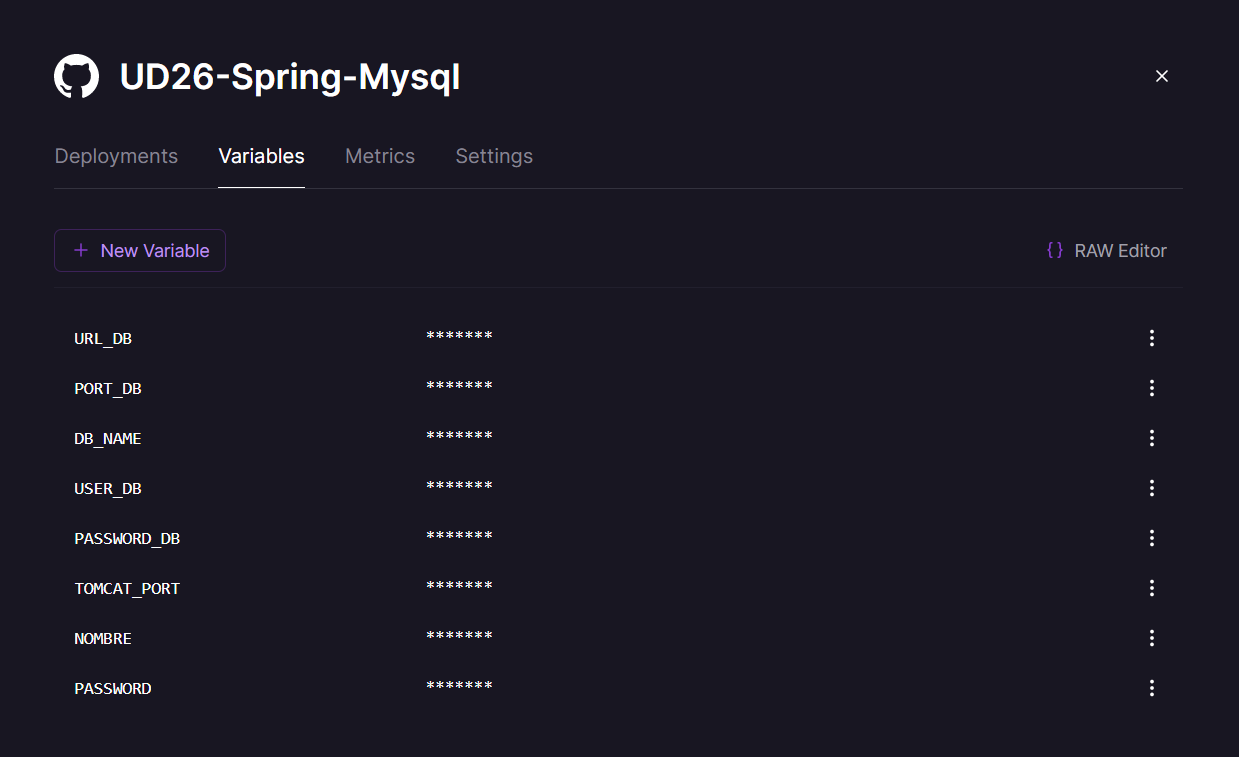 UD26-Spring-Mysql
Deployments Variables Metrics Settings
+ New Variable {} RAW Editor
URL_DB *******
PORT_DB *******
DB_NAME *******
USER_DB *******
PASSWORD_DB *******
TOMCAT_PORT *******
NOMBRE *******
PASSWORD *******